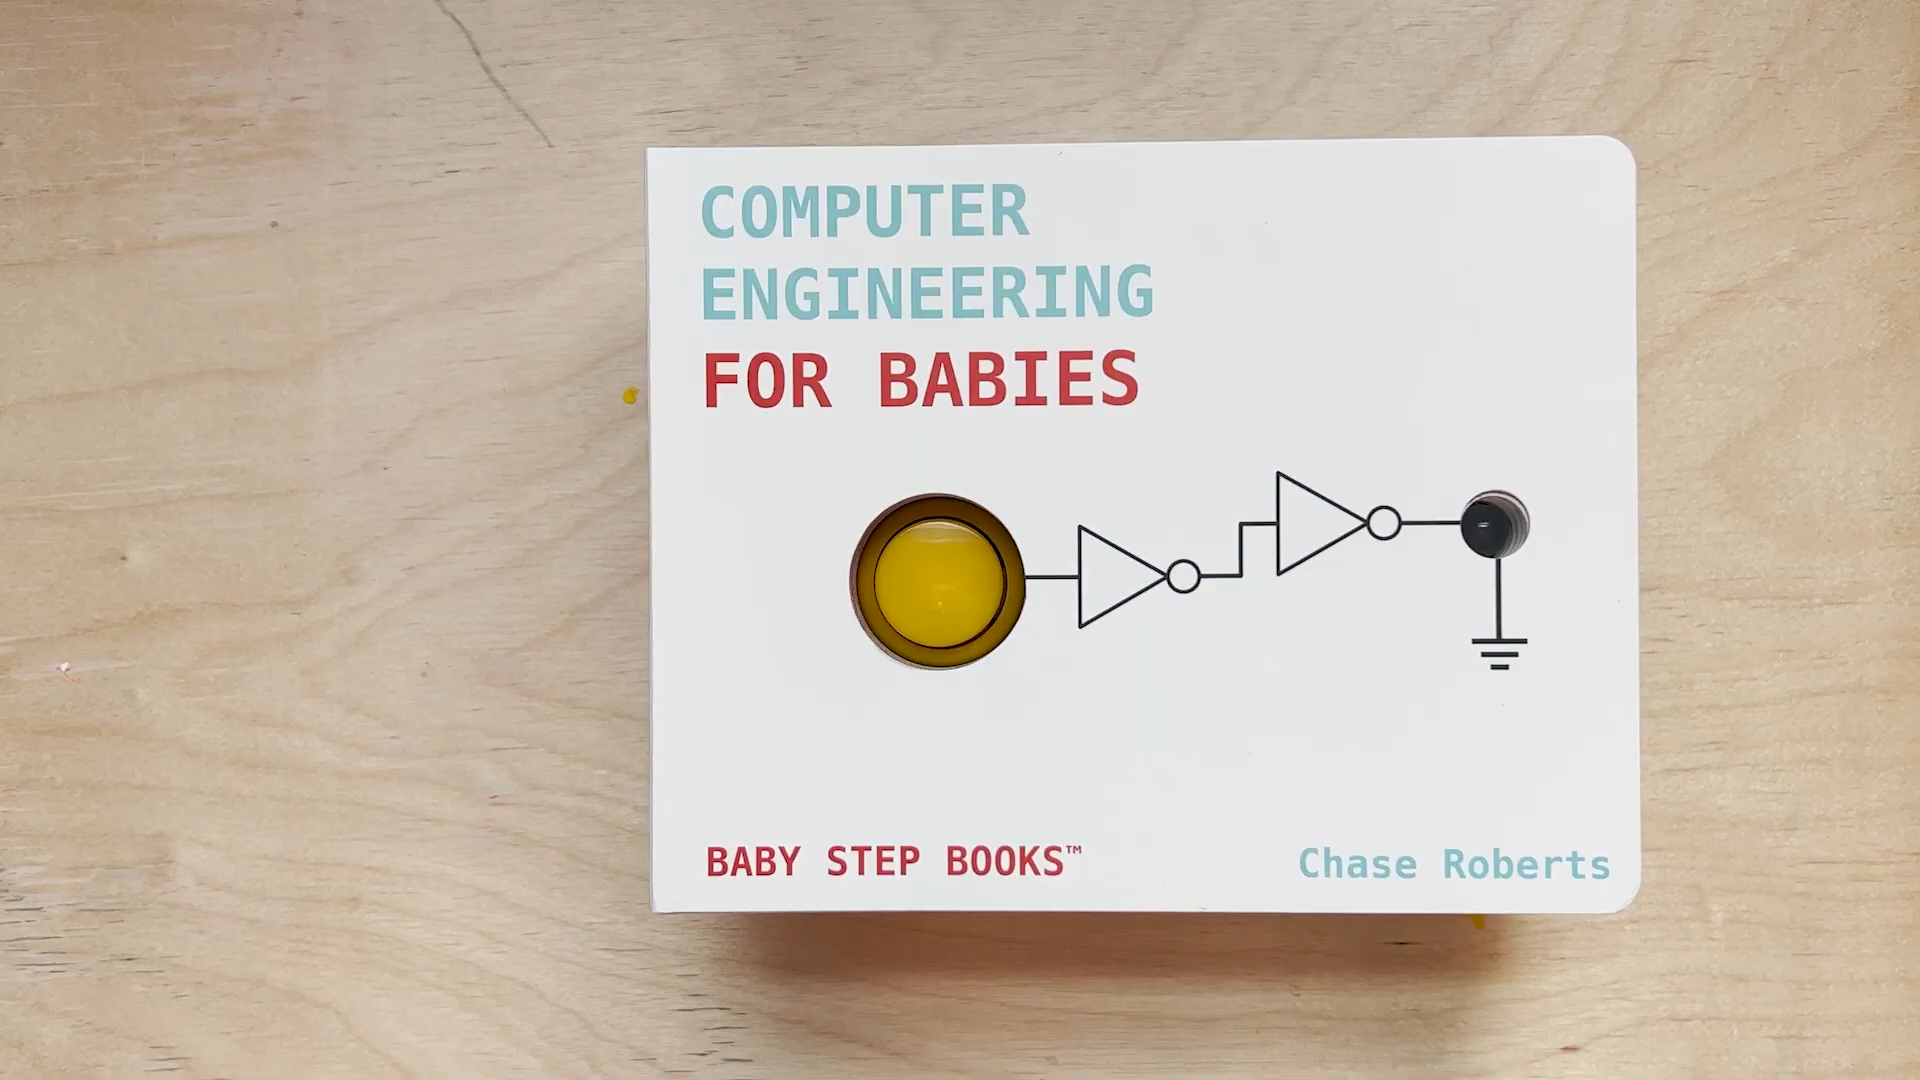 COMPUTER
ENGINEERING
FOR BABIES
BABY STEP BOOKS™
Chase Roberts